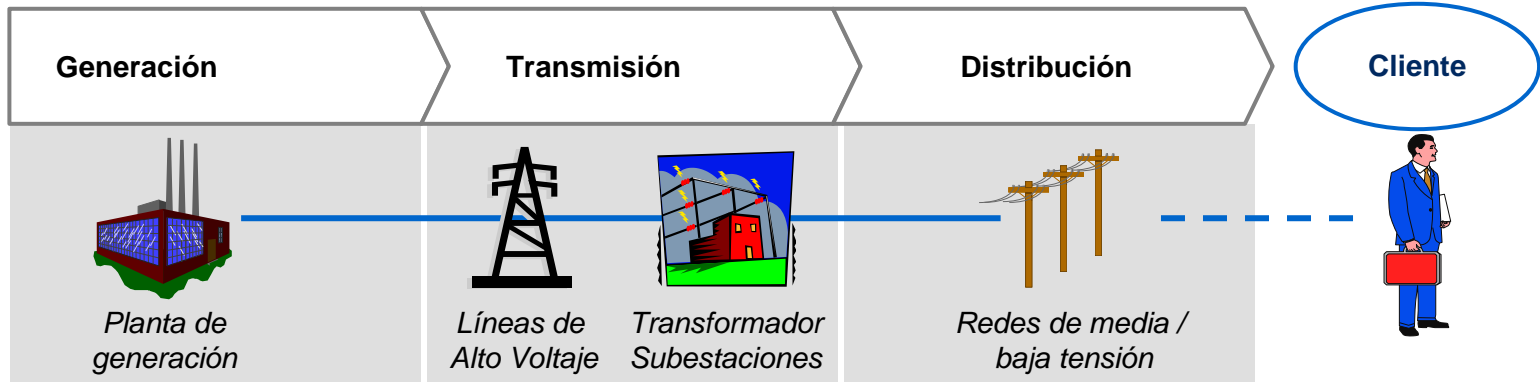 Generación
Transmisión
Distribución
Cliente
Planta de
generación
Líneas de
Alto Voltaje
Transformador
Subestaciones
Redes de media /
baja tensión